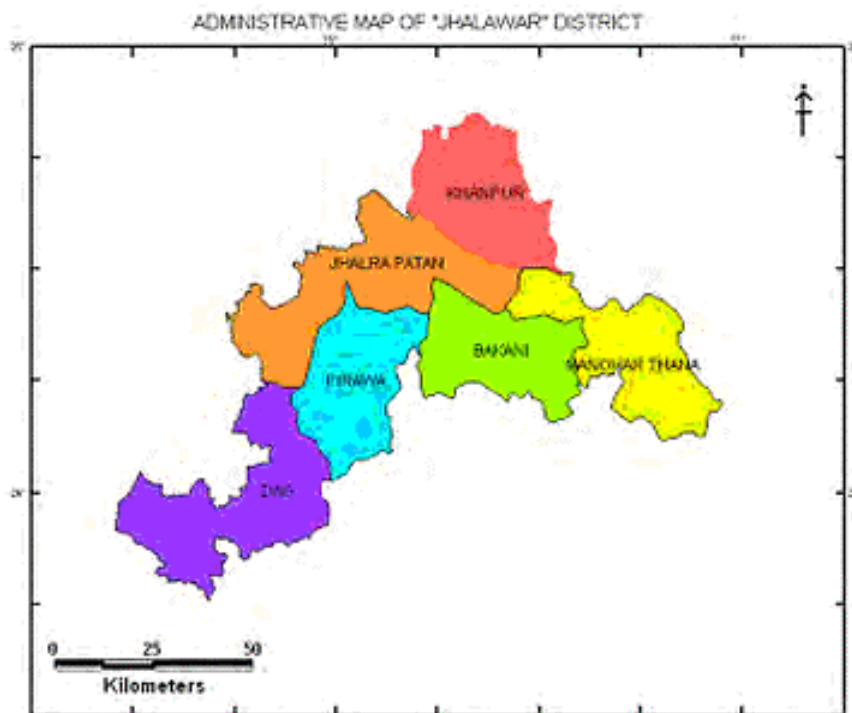 ADMINISTRATIVE MAP OF "JHALAWAR" DISTRICT
KHANPUR
JHALRA PATAN
BAKANI
MANOHAR THANA
PIRAWA
DAG
0 25 50
Kilometers